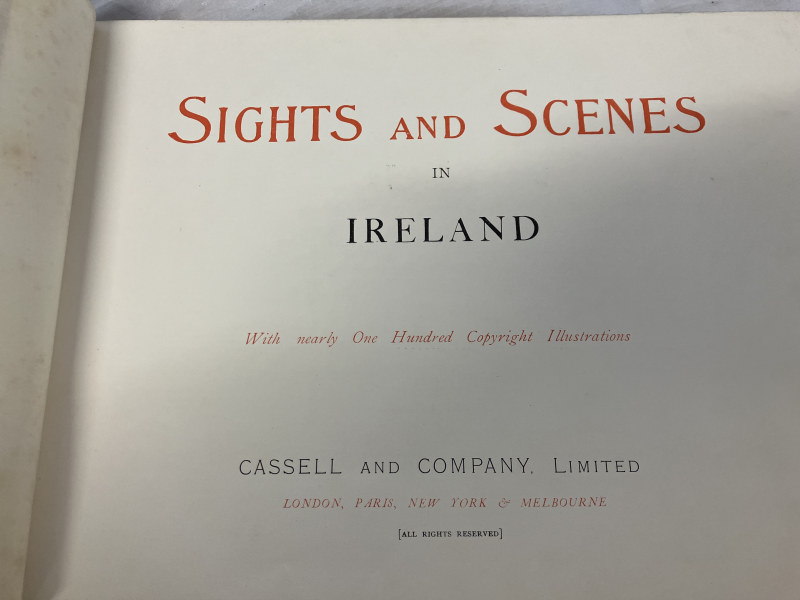 SIGHTS AND SCENES
IN
IRELAND
With nearly One Hundred Copyright Illustrations
CASSELL AND COMPANY, LIMITED
LONDON, PARIS, NEW YORK & MELBOURNE
[ALL RIGHTS RESERVED]